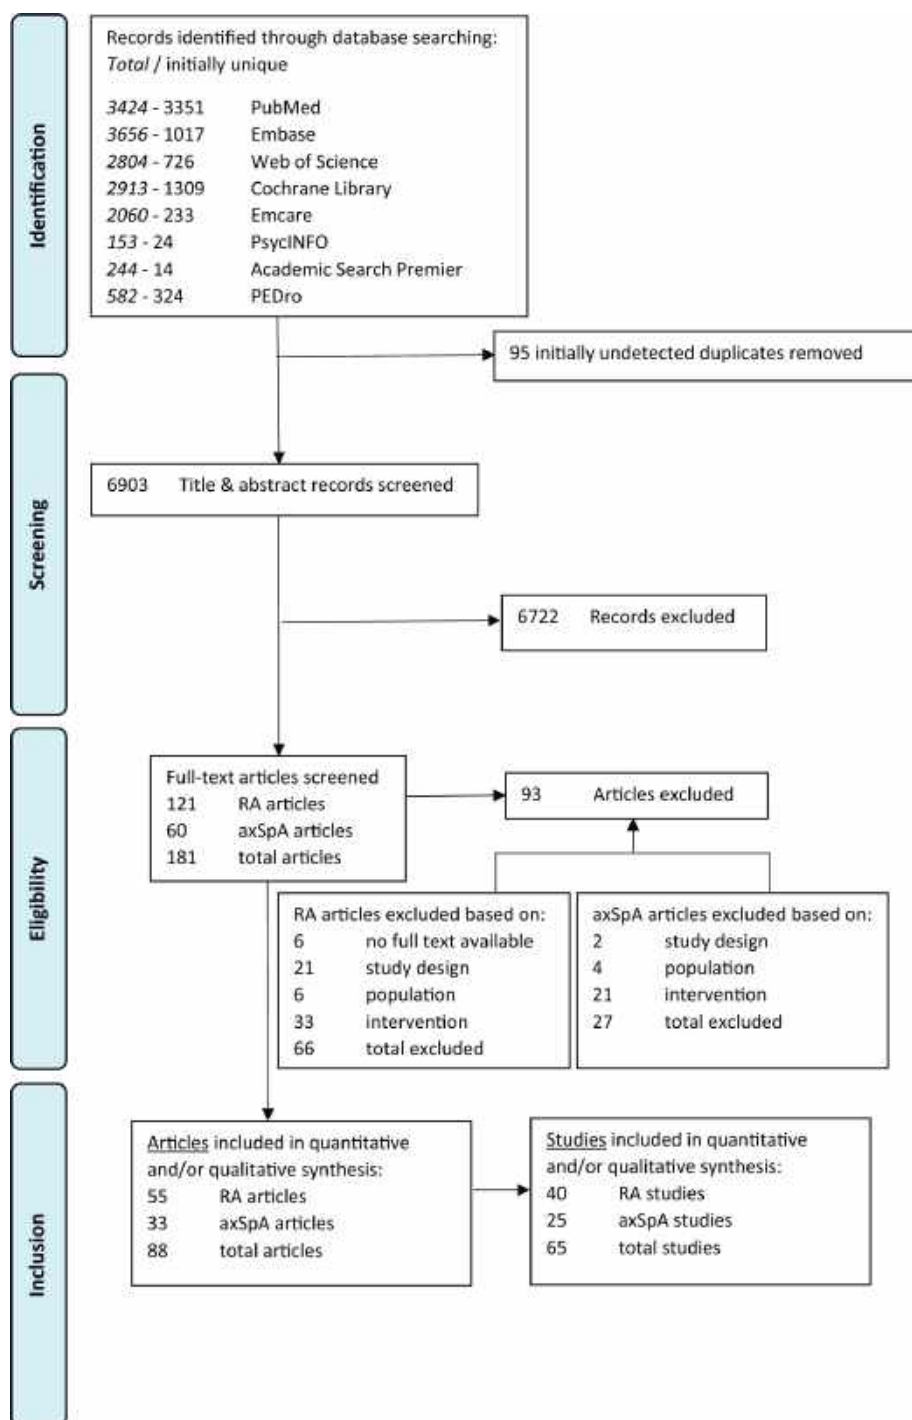 Identification
Records identified through database searching:
Total / initially unique
3424 - 3351 PubMed
3656 - 1017 Embase
2804 - 726 Web of Science
2913 - 1309 Cochrane Library
2060 - 233 Emcare
153 - 24 PsycINFO
244 - 14 Academic Search Premier
582 - 324 PEDro
95 initially undetected duplicates removed
Screening
6903 Title & abstract records screened
6722 Records excluded
Eligibility
Full-text articles screened
121 RA articles
60 axSpA articles
181 total articles
93 Articles excluded
RA articles excluded based on:
6 no full text available
21 study design
6 population
33 intervention
66 total excluded
axSpA articles excluded based on:
2 study design
4 population
21 intervention
27 total excluded
Inclusion
Articles included in quantitative
and/or qualitative synthesis:
55 RA articles
33 axSpA articles
88 total articles
Studies included in quantitative
and/or qualitative synthesis:
40 RA studies
25 axSpA studies
65 total studies